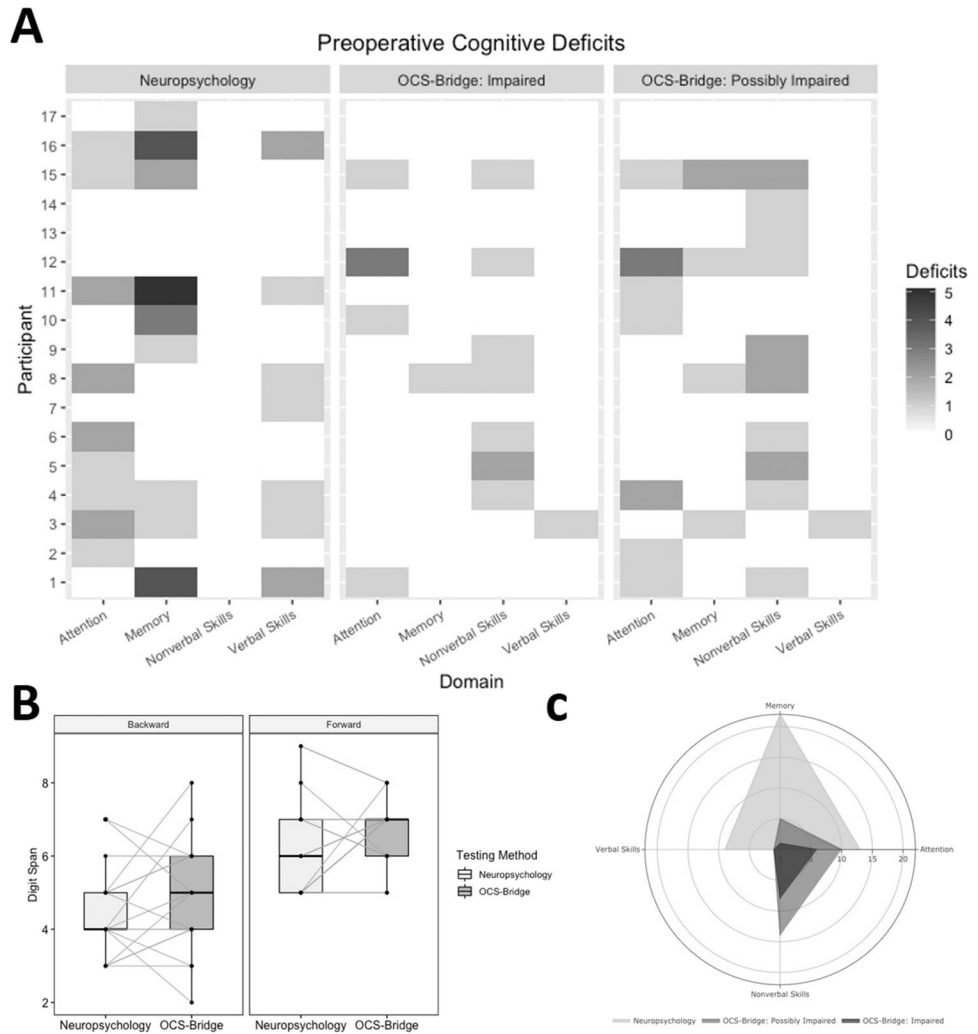 A
Preoperative Cognitive Deficits
Neuropsychology OCS-Bridge: Impaired OCS-Bridge: Possibly Impaired
Participant
17
16
15
14
13
12
11
10
9
8
7
6
5
4
3
2
1
Deficits
5
4
3
2
1
0
Attention Memory Nonverbal Skills Verbal Skills Attention Memory Nonverbal Skills Verbal Skills Attention Memory Nonverbal Skills Verbal Skills
Domain
B
Backward Forward
Digit Span
8
6
4
2
Neuropsychology OCS-Bridge Neuropsychology OCS-Bridge
Testing Method
Neuropsychology
OCS-Bridge
c
Memory
Verbal Skills 5 10 15 20 Attention
Nonverbal Skills
Neuropsychology OCS-Bridge: Possibly Impaired OCS-Bridge: Impaired